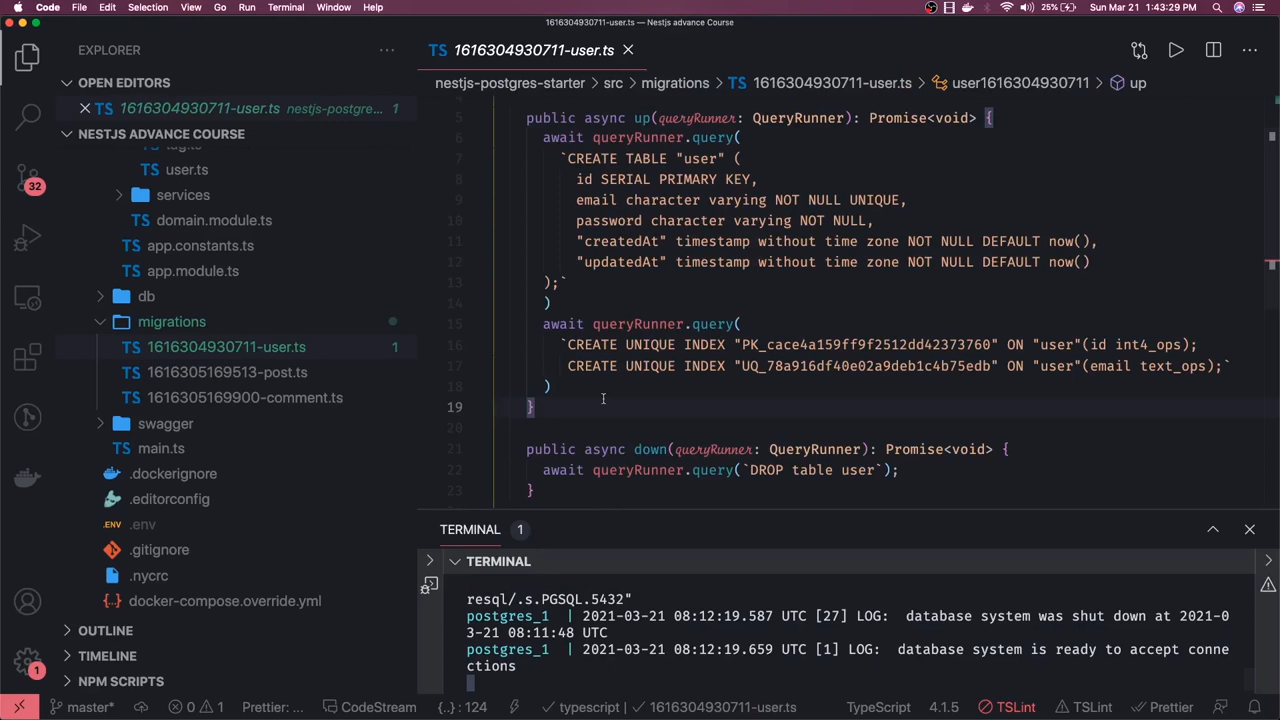 Code File Edit Selection View Go Run Terminal Window Help 25% Sun Mar 21 4:43:29 PM
1616304930711-user.ts — Nestjs advance Course
EXPLORER
OPEN EDITORS
1616304930711-user.ts nestjs-postgre... 1
NESTJS ADVANCE COURSE
tag.ts
user.ts
services
domain.module.ts
app.constants.ts
app.module.ts
db
migrations
1616304930711-user.ts 1
1616305169513-post.ts
1616305169900-comment.ts
swagger
main.ts
.dockerignore
.editorconfig
.env
.gitignore
.nycrc
docker-compose.override.yml
OUTLINE
TIMELINE
NPM SCRIPTS
32
1
TS 1616304930711-user.ts
nestjs-postgres-starter > src > migrations > TS 1616304930711-user.ts > user1616304930711 > up
5 public async up(queryRunner: QueryRunner): Promise<void> {
6 await queryRunner.query(
7 `CREATE TABLE "user" (
8 id SERIAL PRIMARY KEY,
9 email character varying NOT NULL UNIQUE,
10 password character varying NOT NULL,
11 "createdAt" timestamp without time zone NOT NULL DEFAULT now(),
12 "updatedAt" timestamp without time zone NOT NULL DEFAULT now()
13 );`
14 )
15 await queryRunner.query(
16 `CREATE UNIQUE INDEX "PK_cace4a159ff9f2512dd42373760" ON "user"(id int4_ops);
17 CREATE UNIQUE INDEX "UQ_78a916df40e02a9deb1c4b75edb" ON "user"(email text_ops);`
18 )
19 }
20
21 public async down(queryRunner: QueryRunner): Promise<void> {
22 await queryRunner.query(`DROP table user`);
23 }
TERMINAL 1
TERMINAL
resql/.s.PGSQL.5432"
postgres_1 | 2021-03-21 08:12:19.587 UTC [27] LOG: database system was shut down at 2021-0
3-21 08:11:48 UTC
postgres_1 | 2021-03-21 08:12:19.659 UTC [1] LOG: database system is ready to accept conne
ctions
master* 0 1 Prettier: ... CodeStream {..} : 124 typescript | 1616304930711-user.ts TypeScript 4.1.5 TSLint TSLint Prettier